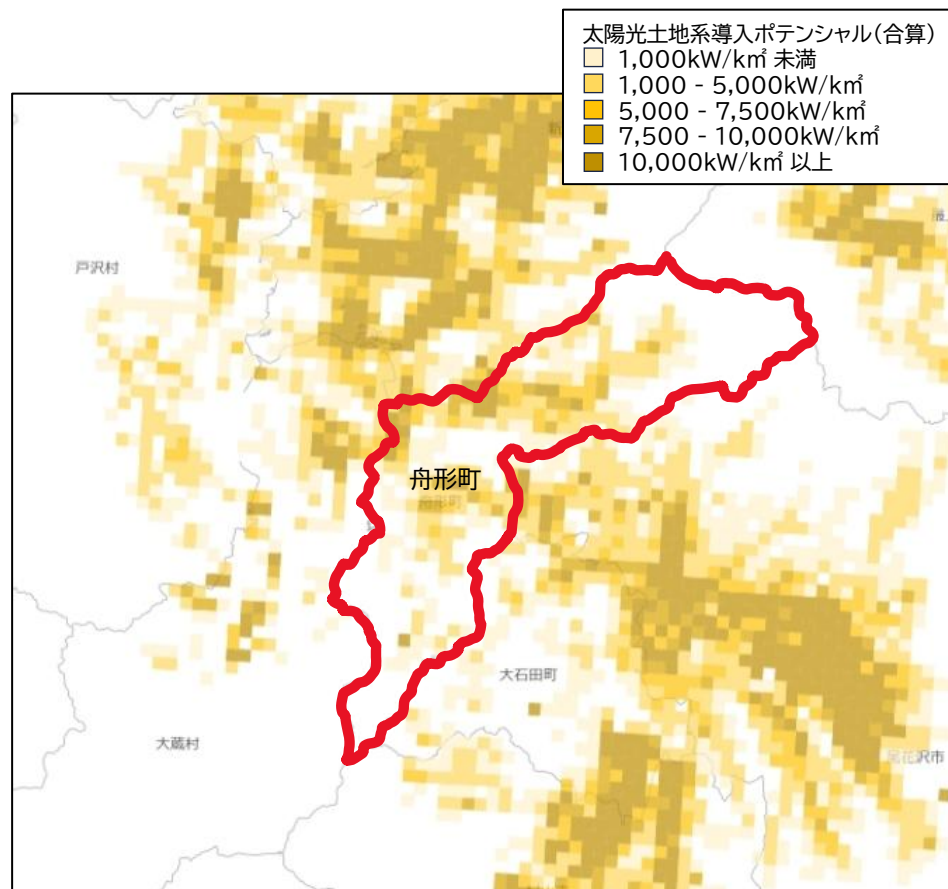 太陽光土地系導入ポテンシャル(合算)
1,000kW/k㎡ 未満
1,000 - 5,000kW/k㎡
5,000 - 7,500kW/k㎡
7,500 - 10,000kW/k㎡
10,000kW/k㎡ 以上
戸沢村
舟形町
舟形町
大石田町
大蔵村
尾花沢市